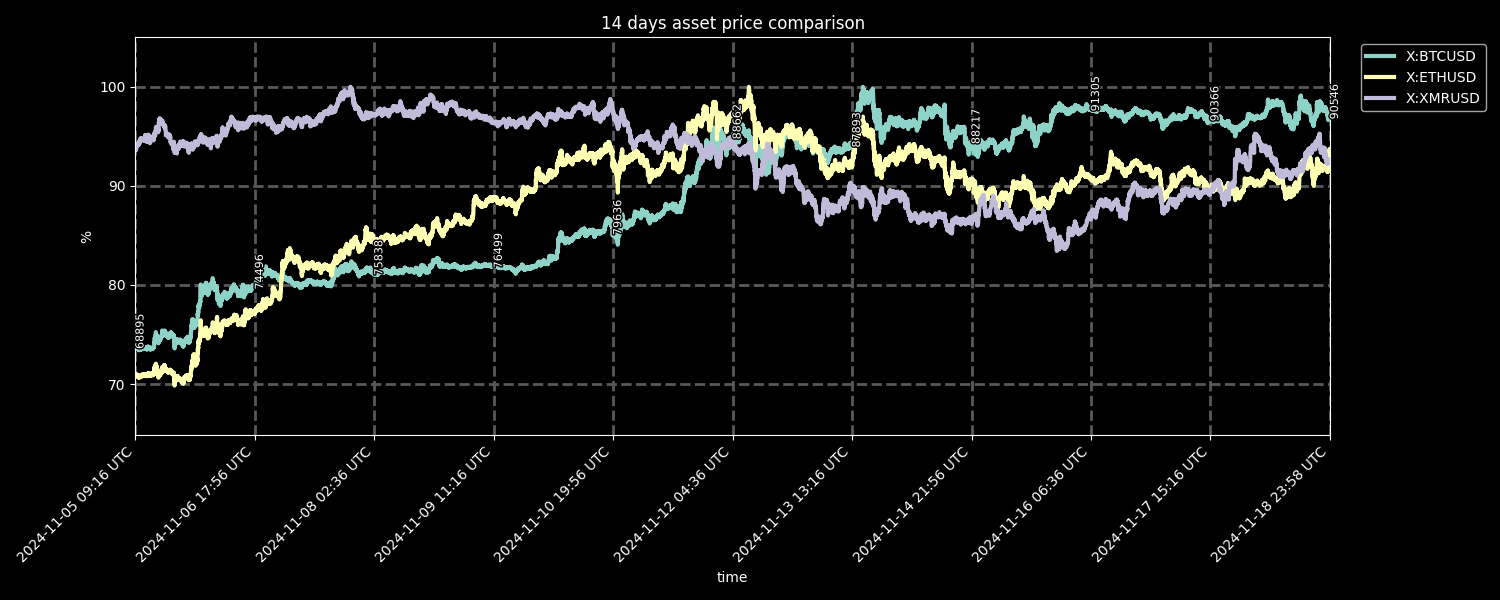 14 days asset price comparison
X:BTCUSD
X:ETHUSD
X:XMRUSD
%
100
90
80
70
68895
74496
75838
76499
79636
88662
87893
88217
91305
90366
90546
2024-11-05 09:16 UTC
2024-11-06 17:56 UTC
2024-11-08 02:36 UTC
2024-11-09 11:16 UTC
2024-11-10 19:56 UTC
2024-11-12 04:36 UTC
2024-11-13 13:16 UTC
2024-11-14 21:56 UTC
2024-11-16 06:36 UTC
2024-11-17 15:16 UTC
2024-11-18 23:58 UTC
time